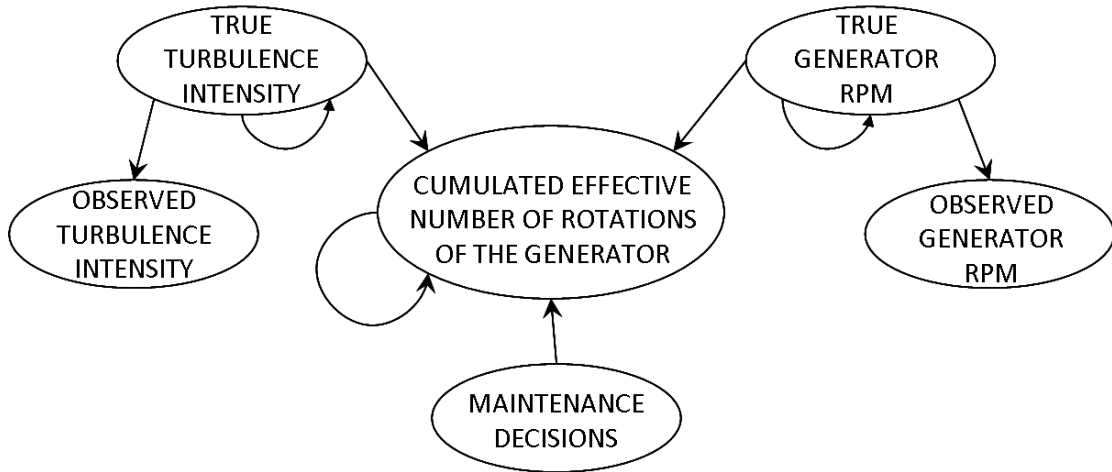 TRUE
TURBULENCE
INTENSITY
TRUE
GENERATOR
RPM
OBSERVED
TURBULENCE
INTENSITY
CUMULATED EFFECTIVE
NUMBER OF ROTATIONS
OF THE GENERATOR
OBSERVED
GENERATOR
RPM
MAINTENANCE
DECISIONS